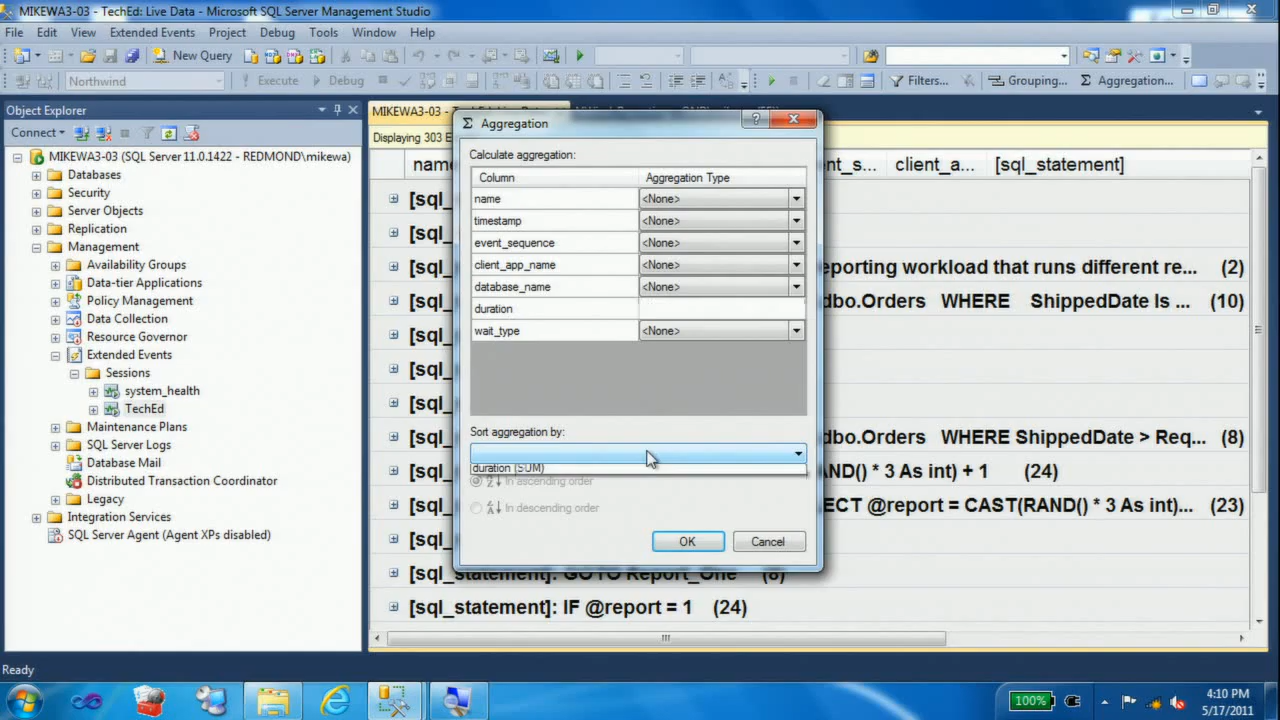 MIKEWA3-03 - TechEd: Live Data - Microsoft SQL Server Management Studio
File Edit View Extended Events Project Debug Tools Window Help
New Query
Northwind Execute Debug Filters... Grouping... Aggregation...
Object Explorer
MIKEWA3-03
Connect
Displaying 303
MIKEWA3-03 (SQL Server 11.0.1422 - REDMOND\mikewa)
Databases
Security
Server Objects
Replication
Management
Availability Groups
Data-tier Applications
Policy Management
Data Collection
Resource Governor
Extended Events
Sessions
system_health
TechEd
Maintenance Plans
SQL Server Logs
Database Mail
Distributed Transaction Coordinator
Legacy
Integration Services
SQL Server Agent (Agent XPs disabled)
Aggregation
Calculate aggregation:
Column Aggregation Type
name <None>
timestamp <None>
event_sequence <None>
client_app_name <None>
database_name <None>
duration
wait_type <None>
Sort aggregation by:
duration (SUM)
In ascending order
In descending order
OK Cancel
client_a... [sql_statement]
eporting workload that runs different re... (2)
dbo.Orders WHERE ShippedDate Is ... (10)
dbo.Orders WHERE ShippedDate > Req... (8)
AND() * 3 As int) + 1 (24)
ECT @report = CAST(RAND() * 3 As int)... (23)
[sql_statement]: GOTO Report_One (8)
[sql_statement]: IF @report = 1 (24)
Ready
100%
4:10 PM
5/17/2011